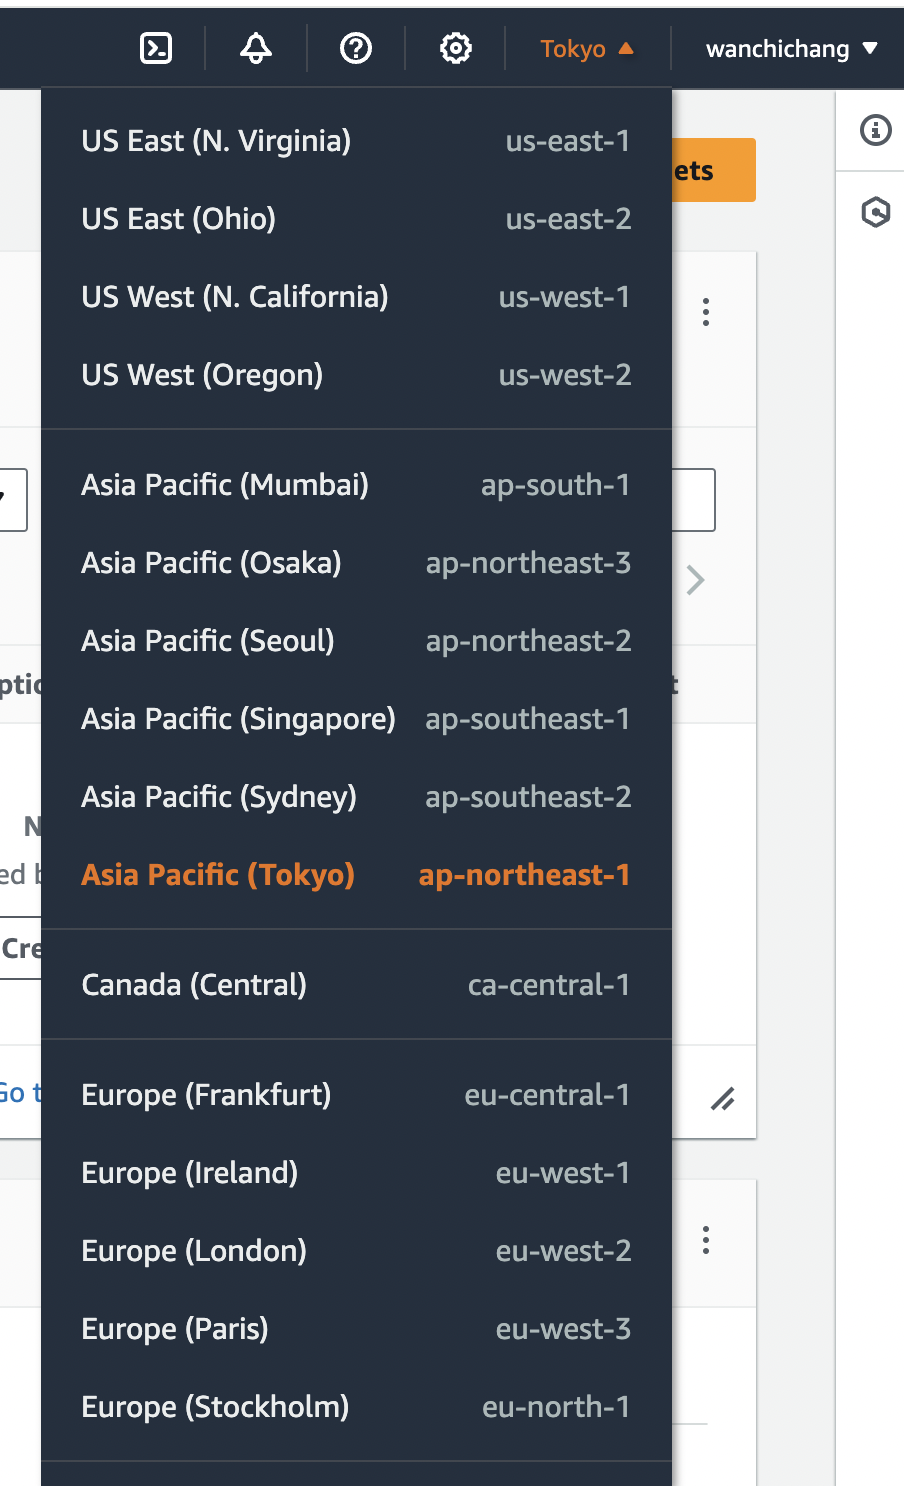 Tokyo wanchichang
US East (N. Virginia) us-east-1
ets
US East (Ohio) us-east-2
US West (N. California) us-west-1
US West (Oregon) us-west-2
Asia Pacific (Mumbai) ap-south-1
Asia Pacific (Osaka) ap-northeast-3
Asia Pacific (Seoul) ap-northeast-2
ptio t
Asia Pacific (Singapore) ap-southeast-1
Asia Pacific (Sydney) ap-southeast-2
N
ed b Asia Pacific (Tokyo) ap-northeast-1
Cre
Canada (Central) ca-central-1
Go t Europe (Frankfurt) eu-central-1
Europe (Ireland) eu-west-1
Europe (London) eu-west-2
Europe (Paris) eu-west-3
Europe (Stockholm) eu-north-1